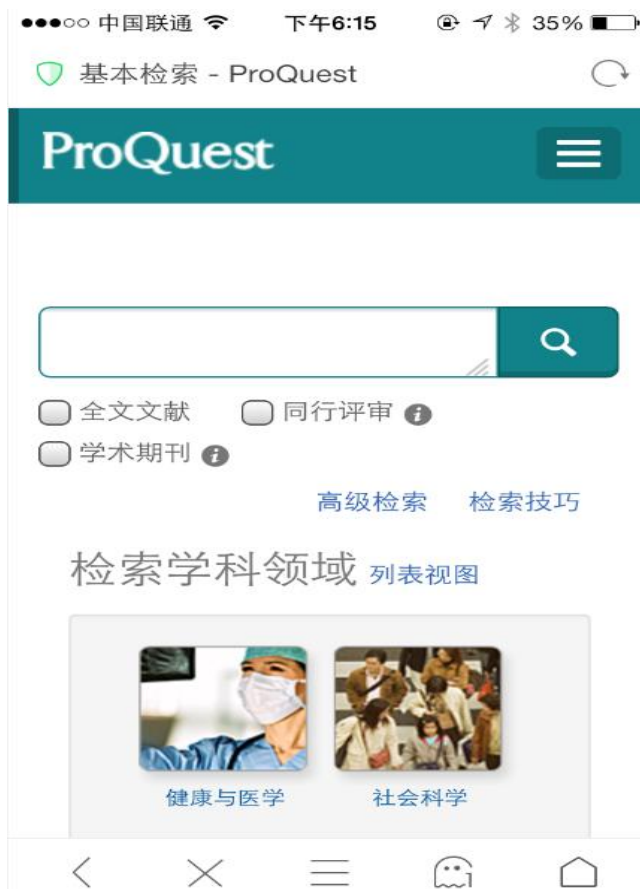 中国联通 下午6:15 35%
基本检索 - ProQuest
ProQuest
全文文献 同行评审 i
学术期刊 i
高级检索 检索技巧
检索学科领域 列表视图
健康与医学 社会科学